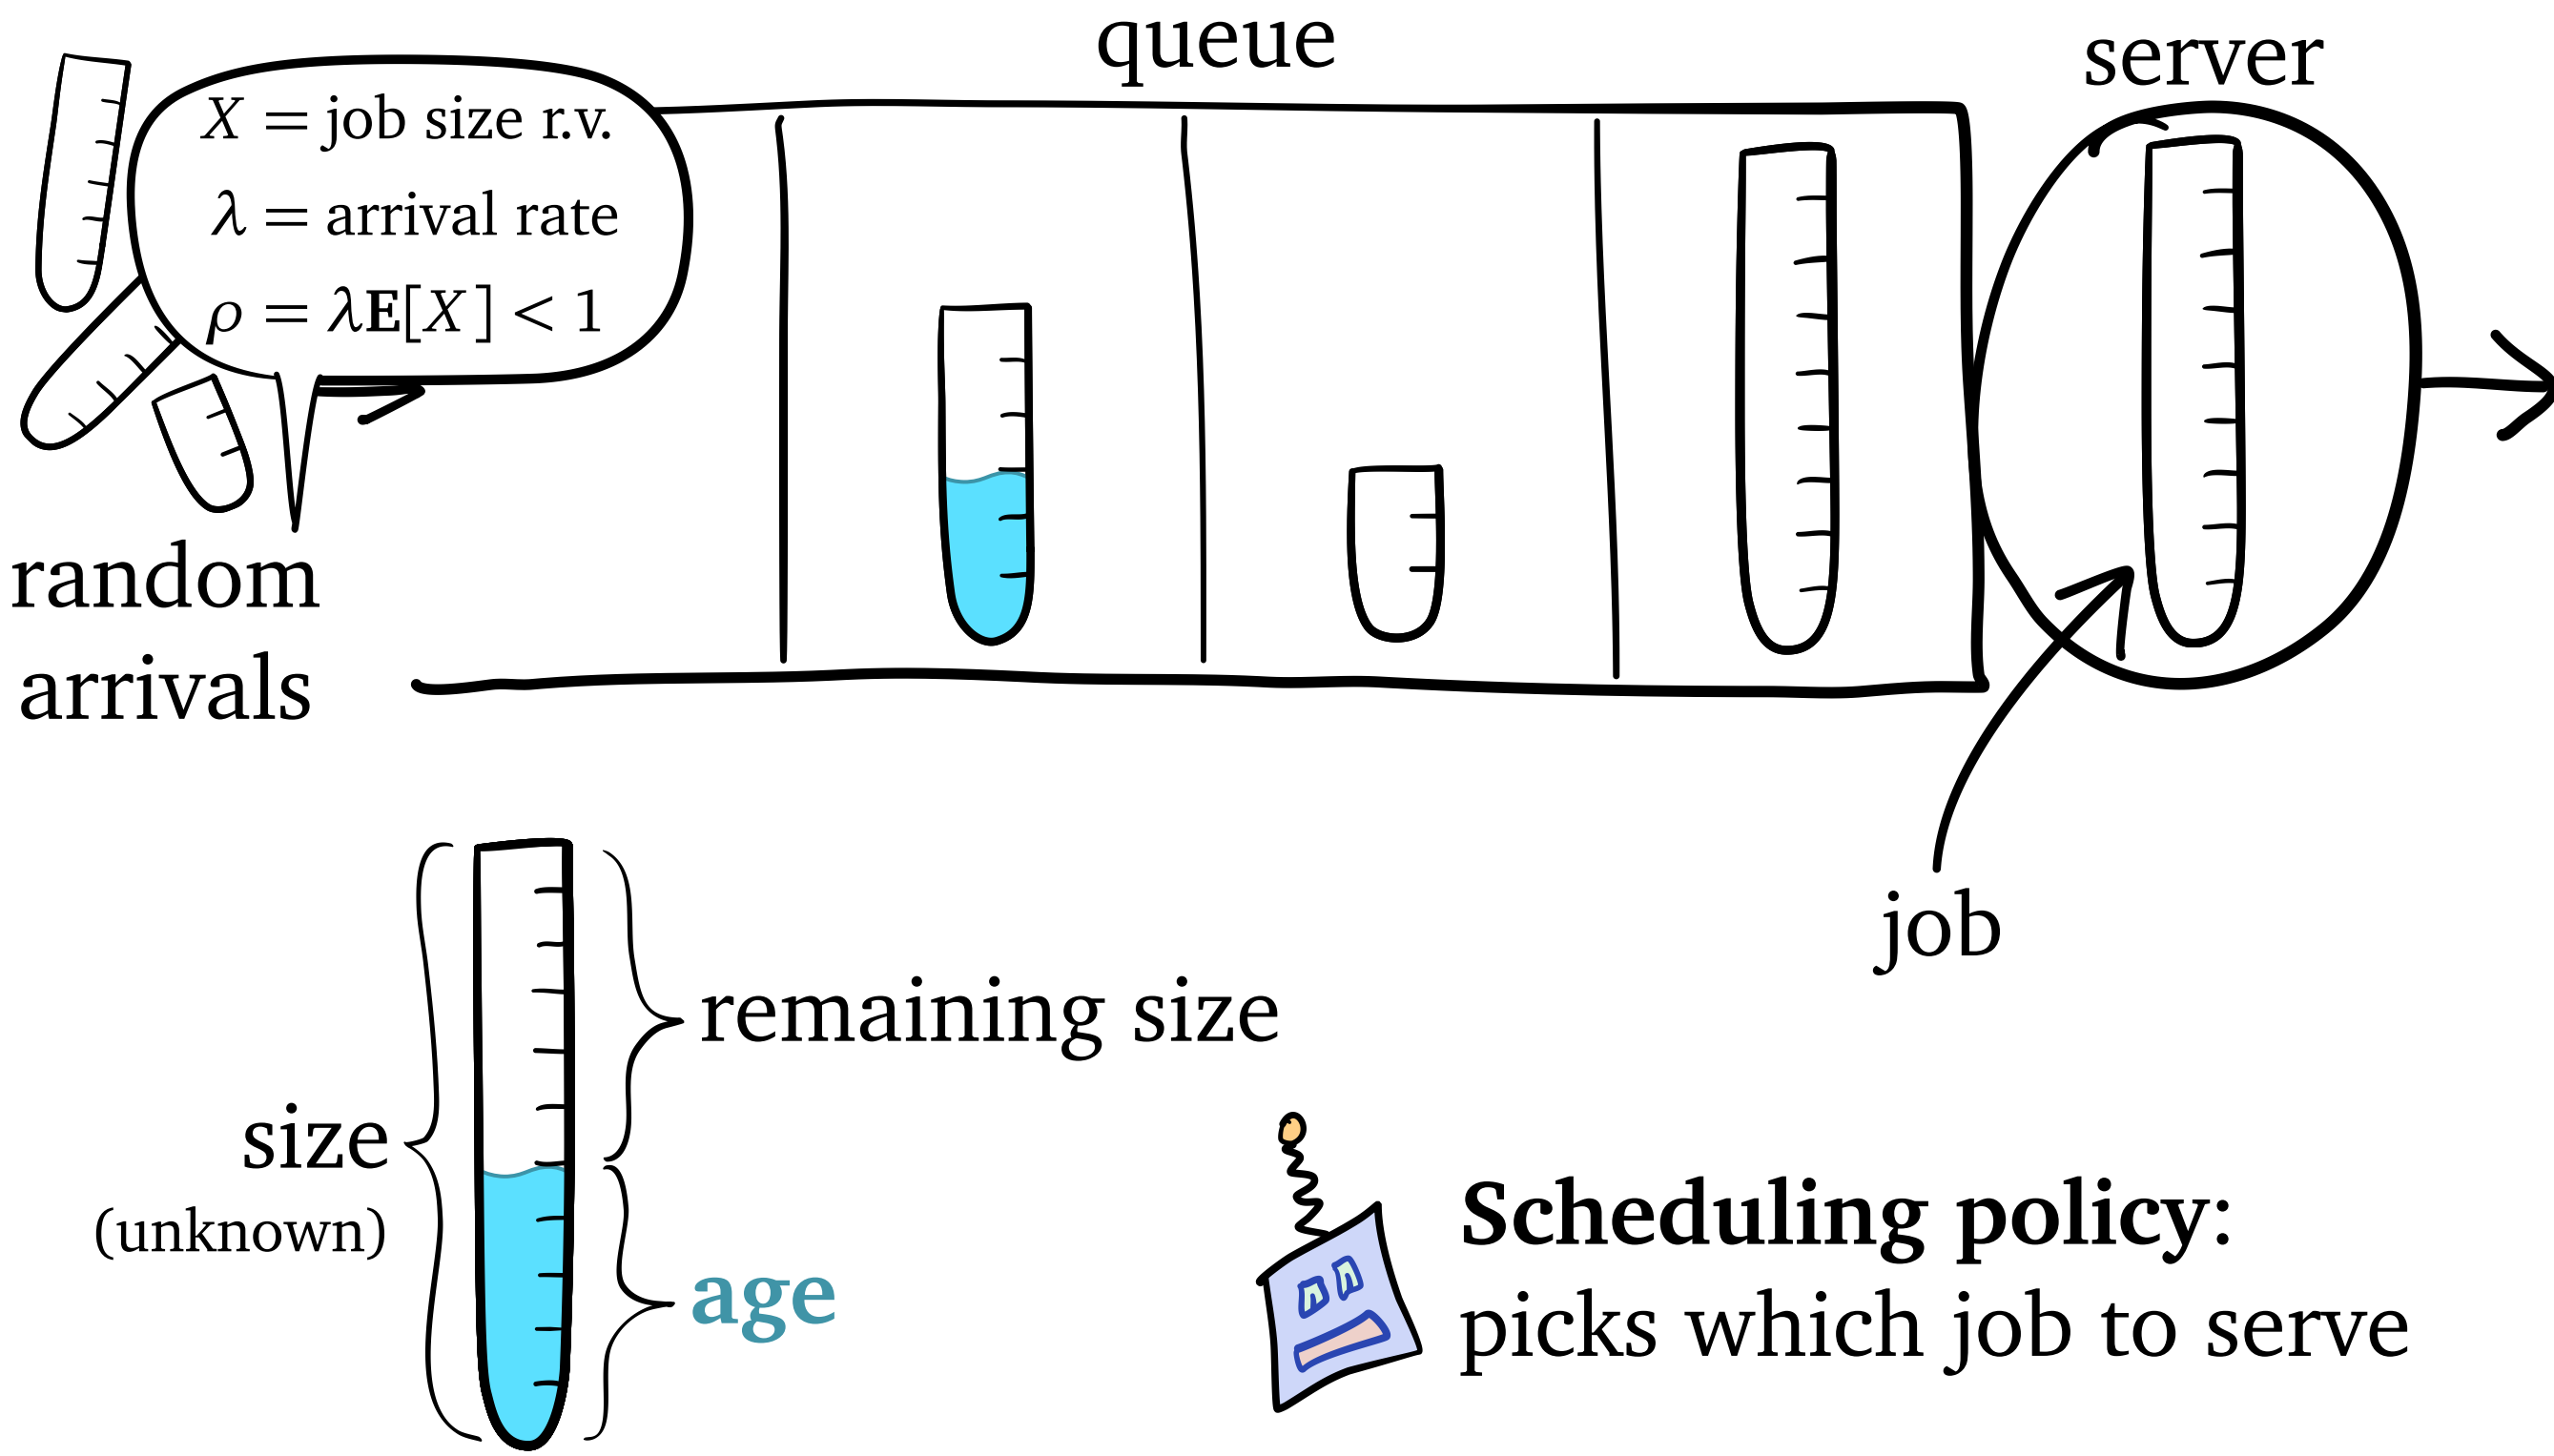 queue
server
X = job size r.v.
λ = arrival rate
ρ = λE[X] < 1
random
arrivals
job
remaining size
size
(unknown)
age
Scheduling policy:
picks which job to serve